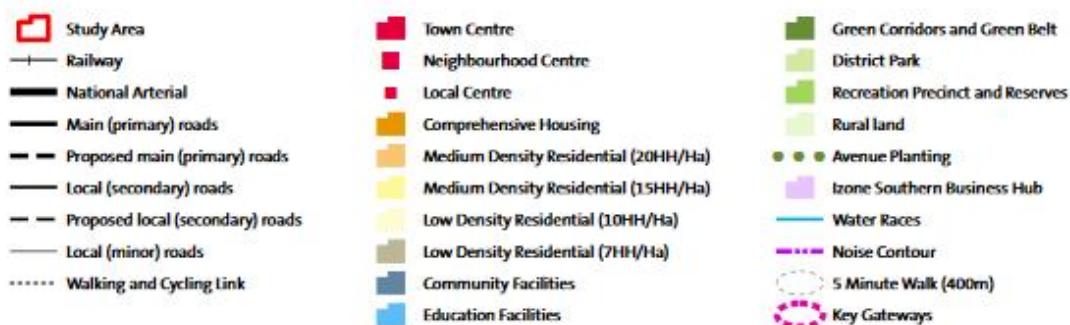 Study Area
Railway
National Arterial
Main (primary) roads
Proposed main (primary) roads
Local (secondary) roads
Proposed local (secondary) roads
Local (minor) roads
Walking and Cycling Link
Town Centre
Neighbourhood Centre
Local Centre
Comprehensive Housing
Medium Density Residential (20HH/Ha)
Medium Density Residential (15HH/Ha)
Low Density Residential (10HH/Ha)
Low Density Residential (7HH/Ha)
Community Facilities
Education Facilities
Green Corridors and Green Belt
District Park
Recreation Precinct and Reserves
Rural land
Avenue Planting
Izone Southern Business Hub
Water Races
Noise Contour
5 Minute Walk (400m)
Key Gateways